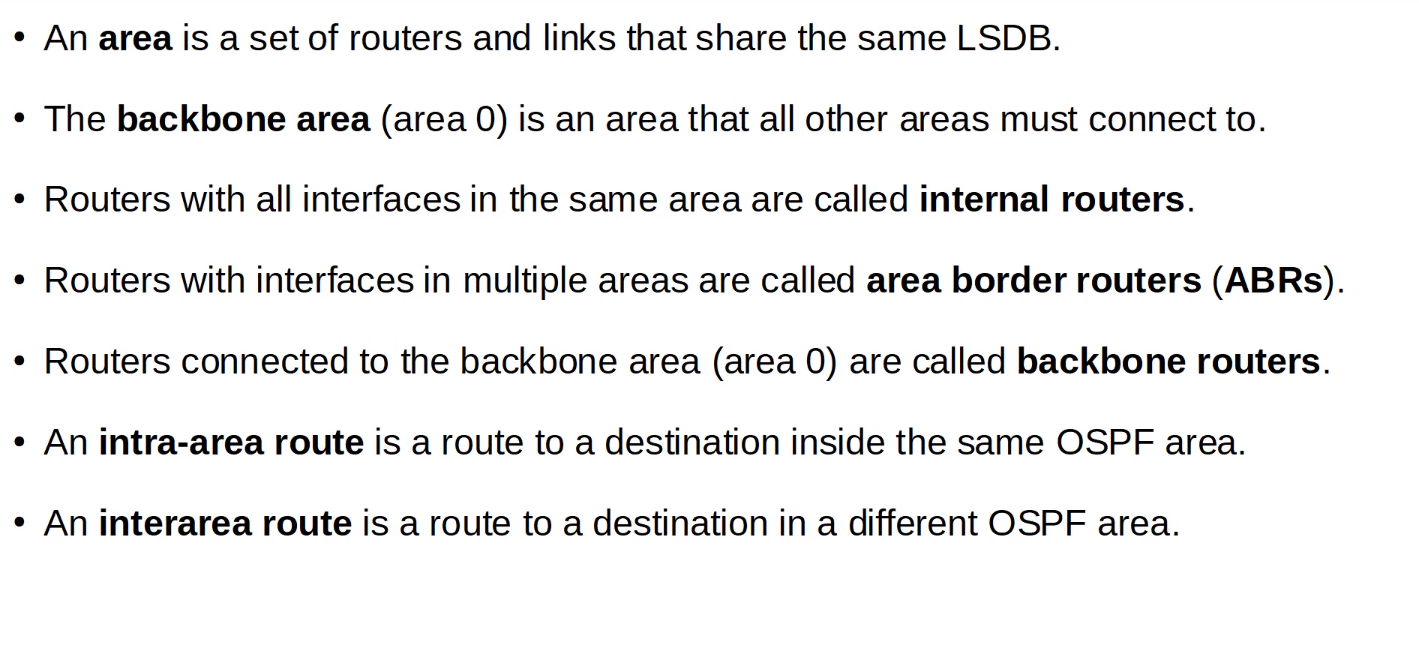 • An area is a set of routers and links that share the same LSDB.
• The backbone area (area 0) is an area that all other areas must connect to.
• Routers with all interfaces in the same area are called internal routers.
• Routers with interfaces in multiple areas are called area border routers (ABRs).
• Routers connected to the backbone area (area 0) are called backbone routers.
• An intra-area route is a route to a destination inside the same OSPF area.
• An interarea route is a route to a destination in a different OSPF area.